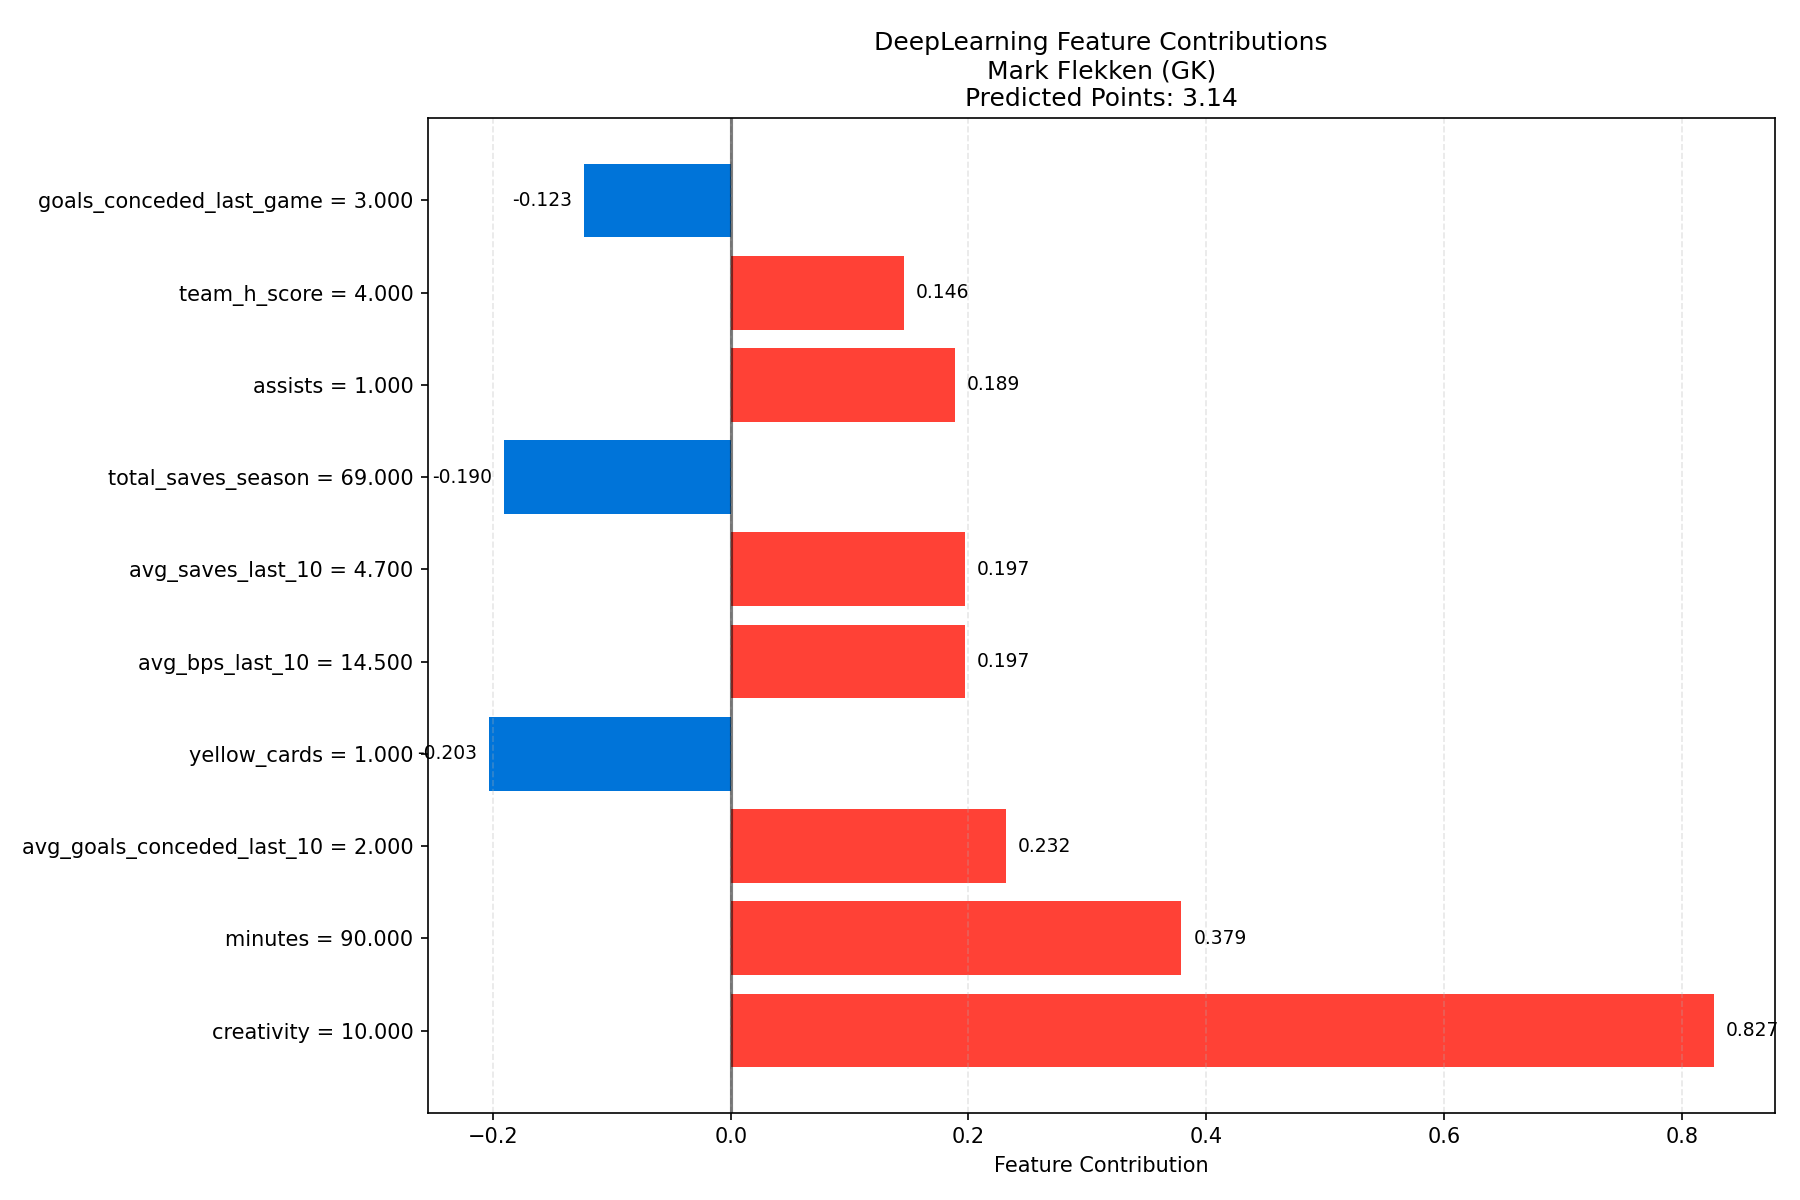 DeepLearning Feature Contributions
Mark Flekken (GK)
Predicted Points: 3.14
goals_conceded_last_game = 3.000
-0.123
team_h_score = 4.000
0.146
assists = 1.000
0.189
total_saves_season = 69.000
-0.190
avg_saves_last_10 = 4.700
0.197
avg_bps_last_10 = 14.500
0.197
yellow_cards = 1.000
-0.203
avg_goals_conceded_last_10 = 2.000
0.232
minutes = 90.000
0.379
creativity = 10.000
0.827
−0.2 0.0 0.2 0.4 0.6 0.8
Feature Contribution